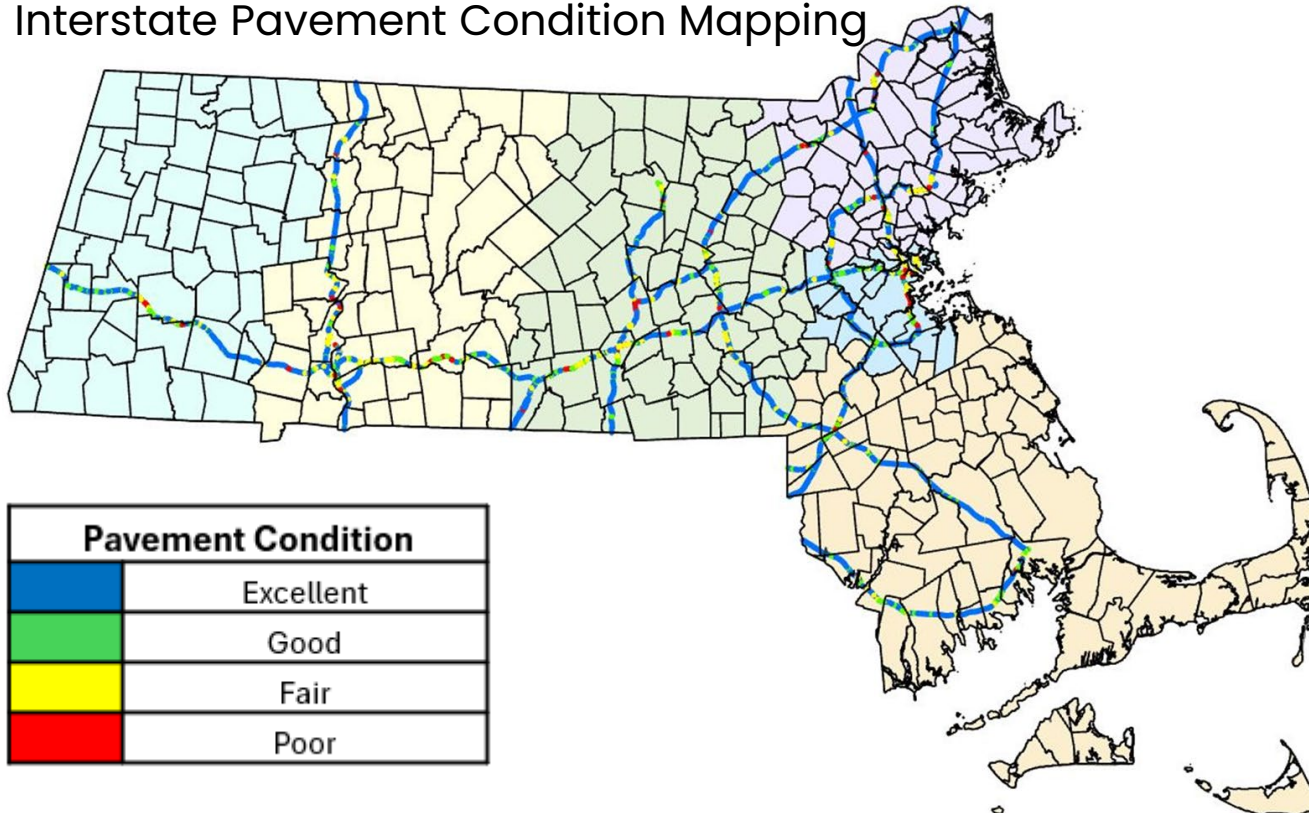 Interstate Pavement Condition Mapping
Pavement Condition
Excellent
Good
Fair
Poor